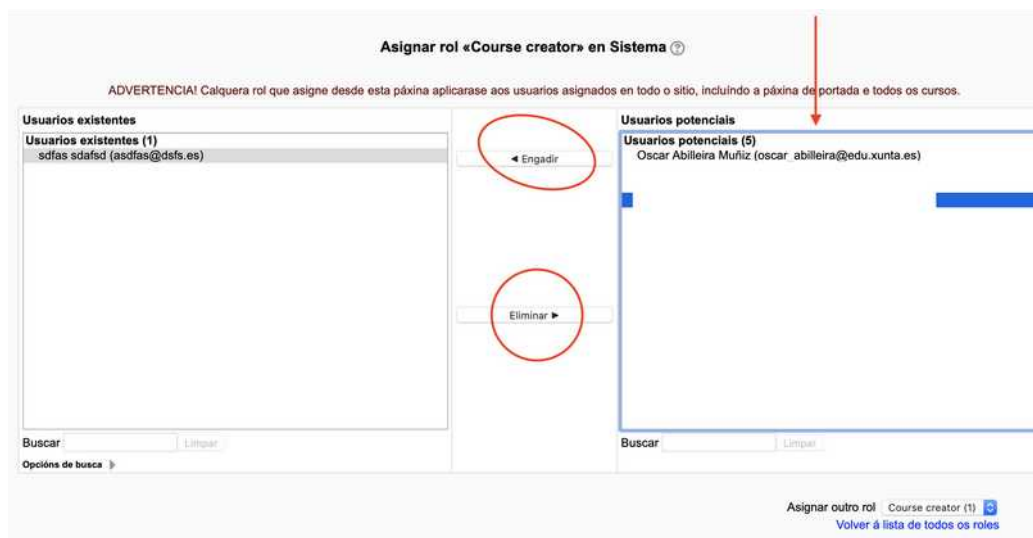 Asignar rol «Course creator» en Sistema ?
ADVERTENCIA! Calquera rol que asigne desde esta páxina aplicarase aos usuarios asignados en todo o sitio, incluíndo a páxina de portada e todos os cursos.
Usuarios existentes
Usuarios existentes (1)
sdfas sdafsd (asdfas@dsfs.es)
◄ Engadir
Eliminar ►
Usuarios potenciais
Usuarios potenciais (5)
Oscar Abilleira Muñiz (oscar_abilleira@edu.xunta.es)
Buscar Limpar
Opcións de busca
Buscar Limpar
Asignar outro rol Course creator (1)
Volver á lista de todos os roles